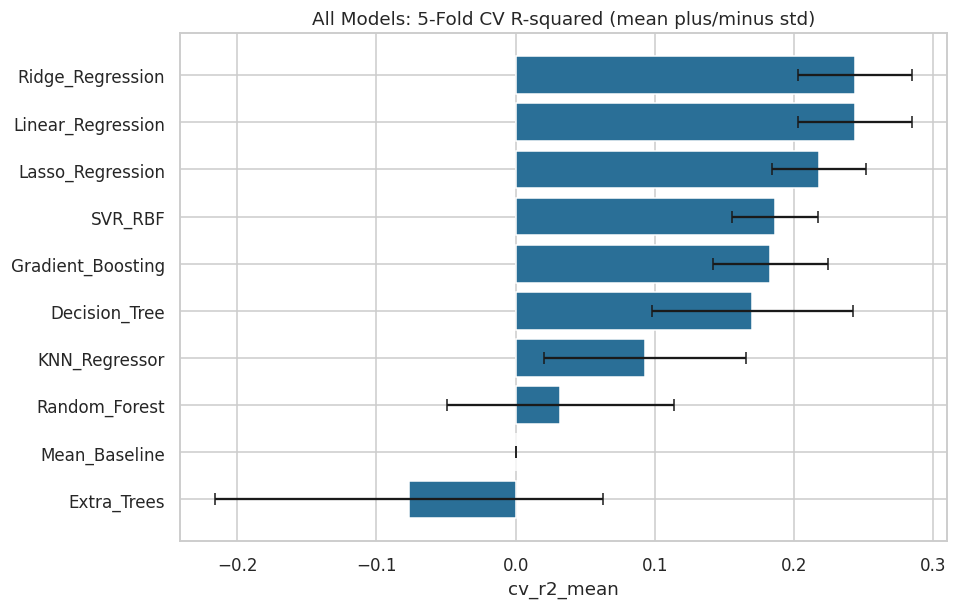 All Models: 5-Fold CV R-squared (mean plus/minus std)
Ridge_Regression
Linear_Regression
Lasso_Regression
SVR_RBF
Gradient_Boosting
Decision_Tree
KNN_Regressor
Random_Forest
Mean_Baseline
Extra_Trees
−0.2 −0.1 0.0 0.1 0.2 0.3
cv_r2_mean